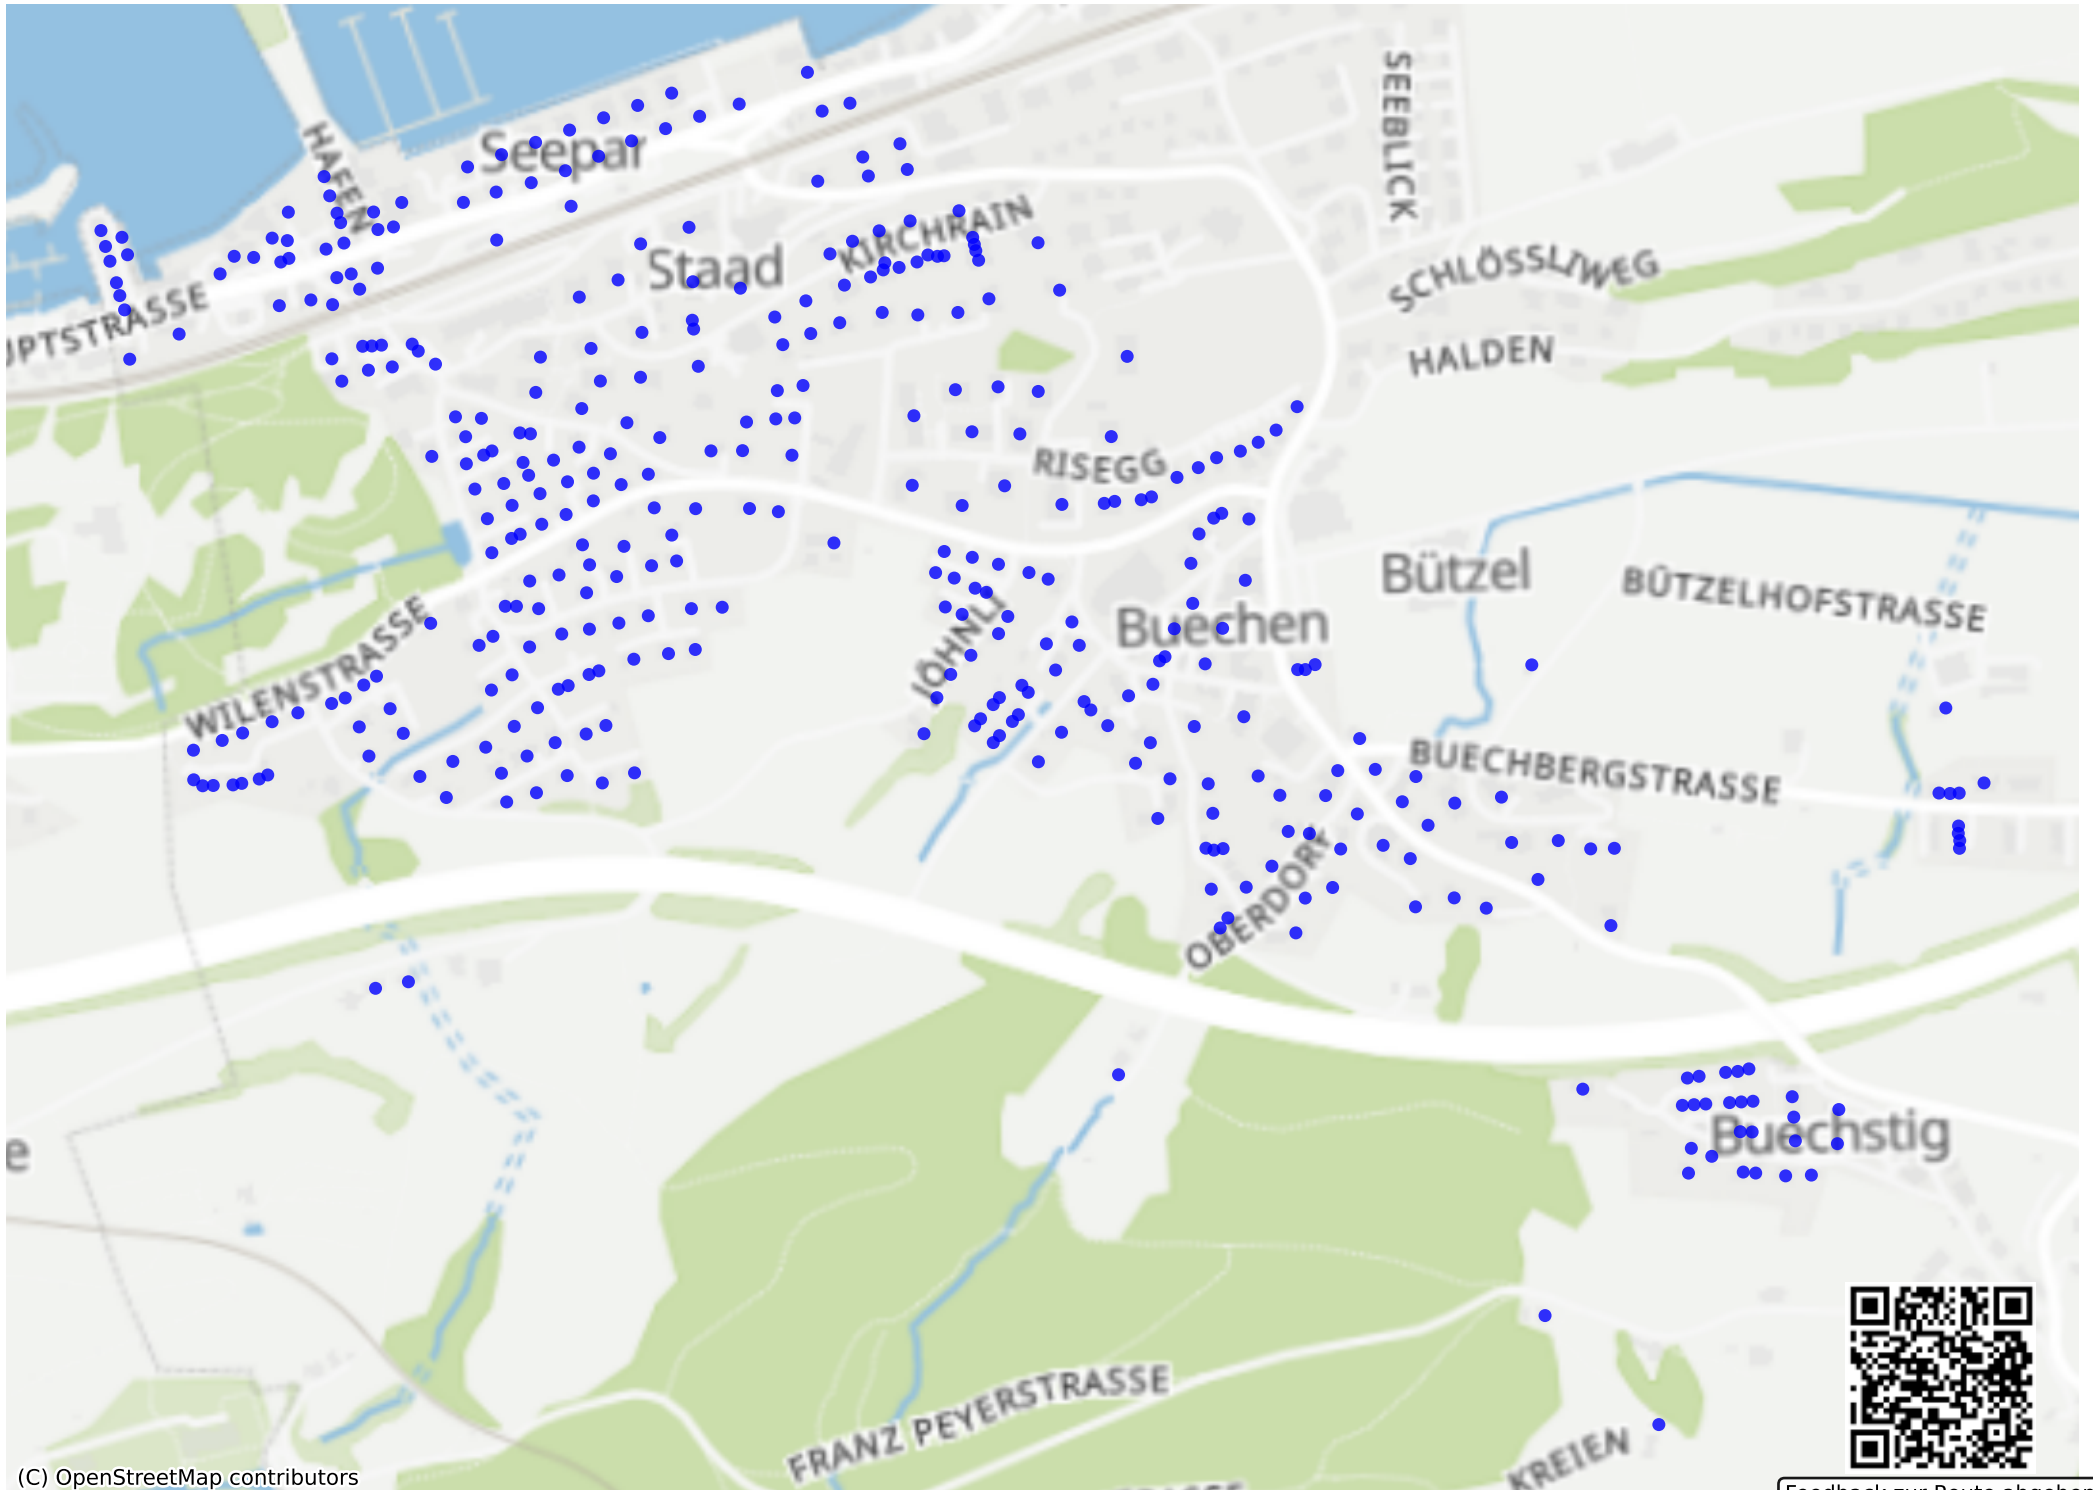 SEEBLICK
HAFEN
Seepar
KIRCHRAIN
Staad
SCHLÖSSLIWEG
UPTSTRASSE
HALDEN
RISEGG
Bützel
BÜTZELHOFSTRASSE
Buechen
JÖHNLI
WILENSTRASSE
BUECHBERGSTRASSE
OBERDORF
Buechstig
e
FRANZ PEYERSTRASSE
KREIEN
(C) OpenStreetMap contributors